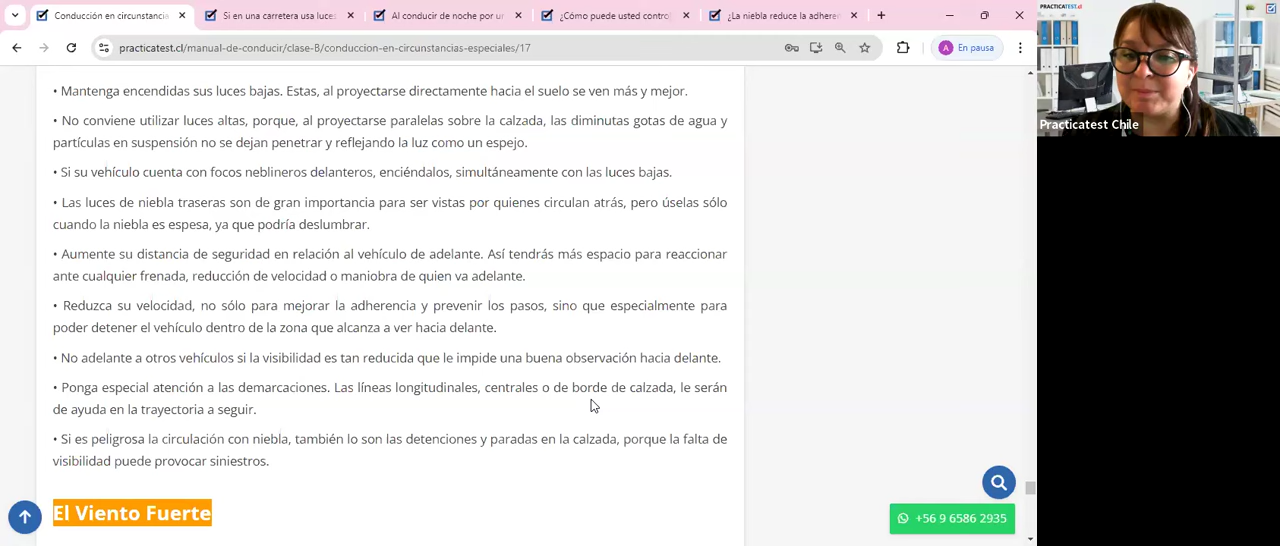 Conducción en circunstancia
Si en una carretera usa luces
Al conducir de noche por un
¿Cómo puede usted contro
¿La niebla reduce la adheren
practicatest.cl/manual-de-conducir/clase-B/conduccion-en-circunstancias-especiales/17
A En pausa
• Mantenga encendidas sus luces bajas. Estas, al proyectarse directamente hacia el suelo se ven más y mejor.
• No conviene utilizar luces altas, porque, al proyectarse paralelas sobre la calzada, las diminutas gotas de agua y
partículas en suspensión no se dejan penetrar y reflejando la luz como un espejo.
• Si su vehículo cuenta con focos neblineros delanteros, enciéndalos, simultáneamente con las luces bajas.
• Las luces de niebla traseras son de gran importancia para ser vistas por quienes circulan atrás, pero úselas sólo
cuando la niebla es espesa, ya que podría deslumbrar.
• Aumente su distancia de seguridad en relación al vehículo de adelante. Así tendrás más espacio para reaccionar
ante cualquier frenada, reducción de velocidad o maniobra de quien va adelante.
• Reduzca su velocidad, no sólo para mejorar la adherencia y prevenir los pasos, sino que especialmente para
poder detener el vehículo dentro de la zona que alcanza a ver hacia delante.
• No adelante a otros vehículos si la visibilidad es tan reducida que le impide una buena observación hacia delante.
• Ponga especial atención a las demarcaciones. Las líneas longitudinales, centrales o de borde de calzada, le serán
de ayuda en la trayectoria a seguir.
• Si es peligrosa la circulación con niebla, también lo son las detenciones y paradas en la calzada, porque la falta de
visibilidad puede provocar siniestros.
El Viento Fuerte
+56 9 6586 2935
PRACTICATEST.cl
Practicatest Chile